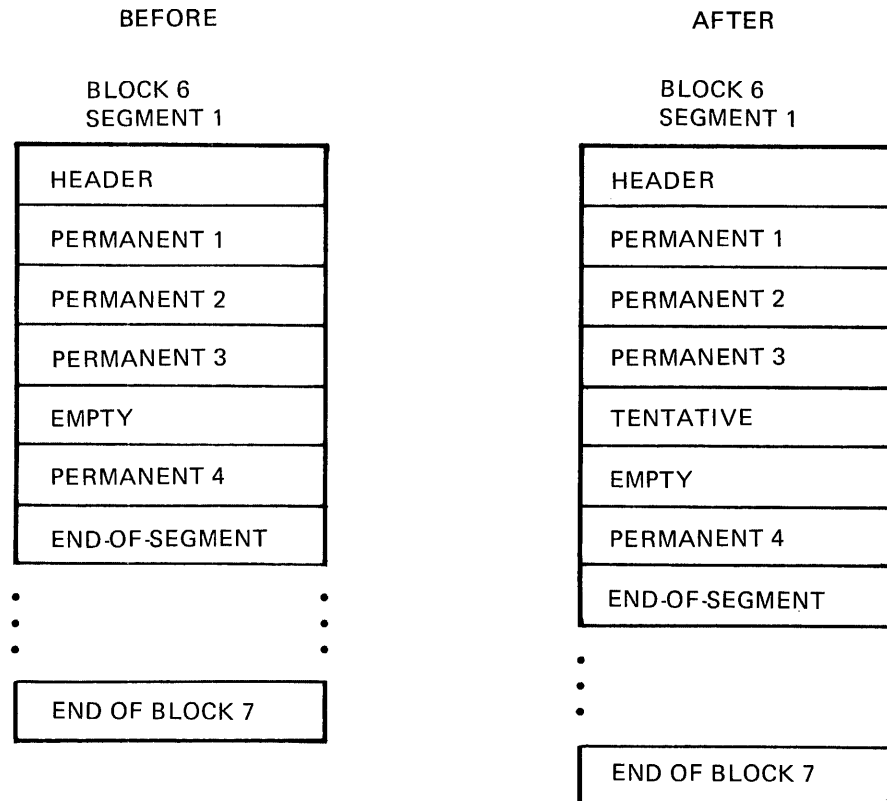 BEFORE
BLOCK 6
SEGMENT 1
HEADER
PERMANENT 1
PERMANENT 2
PERMANENT 3
EMPTY
PERMANENT 4
END-OF-SEGMENT
END OF BLOCK 7
AFTER
BLOCK 6
SEGMENT 1
HEADER
PERMANENT 1
PERMANENT 2
PERMANENT 3
TENTATIVE
EMPTY
PERMANENT 4
END-OF-SEGMENT
END OF BLOCK 7